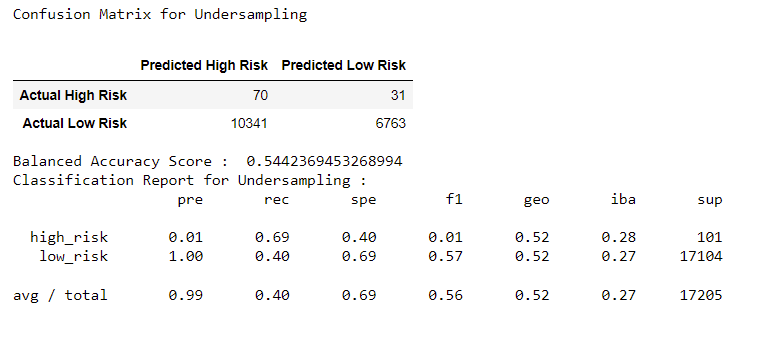 Confusion Matrix for Undersampling
Predicted High Risk Predicted Low Risk
Actual High Risk 70 31
Actual Low Risk 10341 6763
Balanced Accuracy Score :  0.5442369453268994
Classification Report for Undersampling :
pre rec spe f1 geo iba sup
high_risk 0.01 0.69 0.40 0.01 0.52 0.28 101
low_risk 1.00 0.40 0.69 0.57 0.52 0.27 17104
avg / total 0.99 0.40 0.69 0.56 0.52 0.27 17205